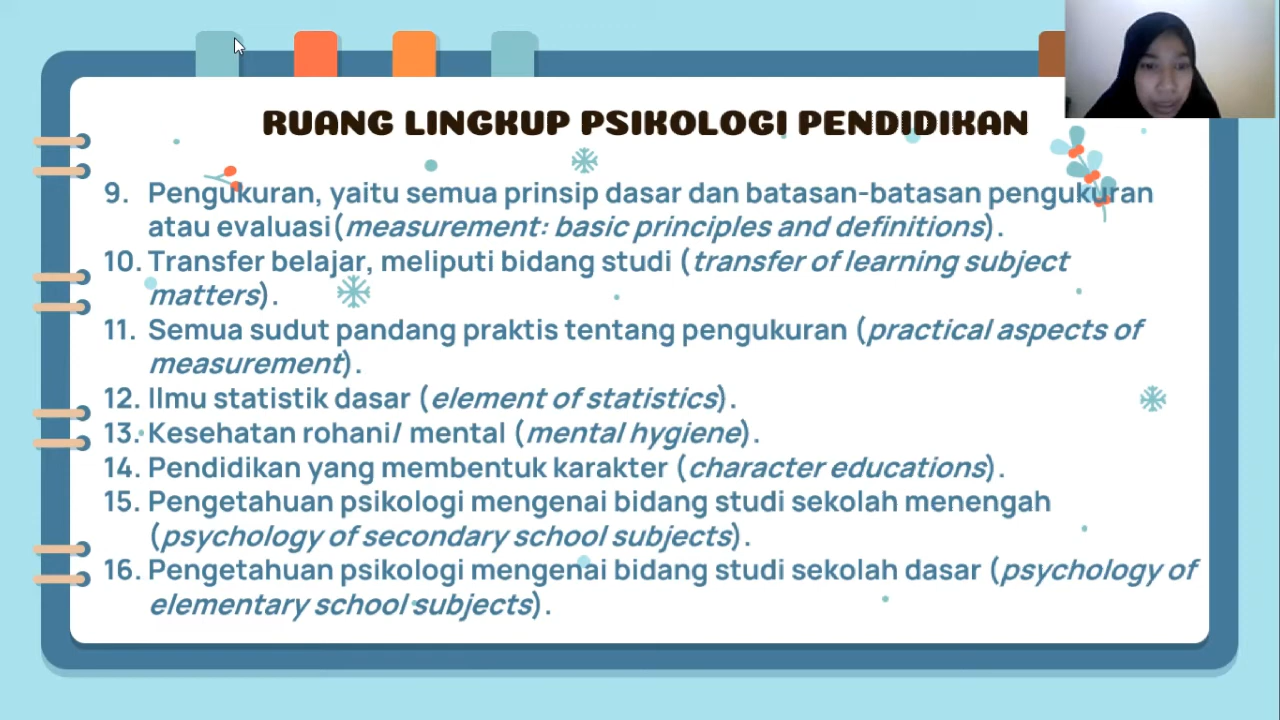 RUANG LINGKUP PSIKOLOGI PENDIDIKAN
9. Pengukuran, yaitu semua prinsip dasar dan batasan-batasan pengukuran
atau evaluasi(measurement: basic principles and definitions).
10. Transfer belajar, meliputi bidang studi (transfer of learning subject
matters).
11. Semua sudut pandang praktis tentang pengukuran (practical aspects of
measurement).
12. Ilmu statistik dasar (element of statistics).
13. Kesehatan rohani/ mental (mental hygiene).
14. Pendidikan yang membentuk karakter (character educations).
15. Pengetahuan psikologi mengenai bidang studi sekolah menengah
(psychology of secondary school subjects).
16. Pengetahuan psikologi mengenai bidang studi sekolah dasar (psychology of
elementary school subjects).